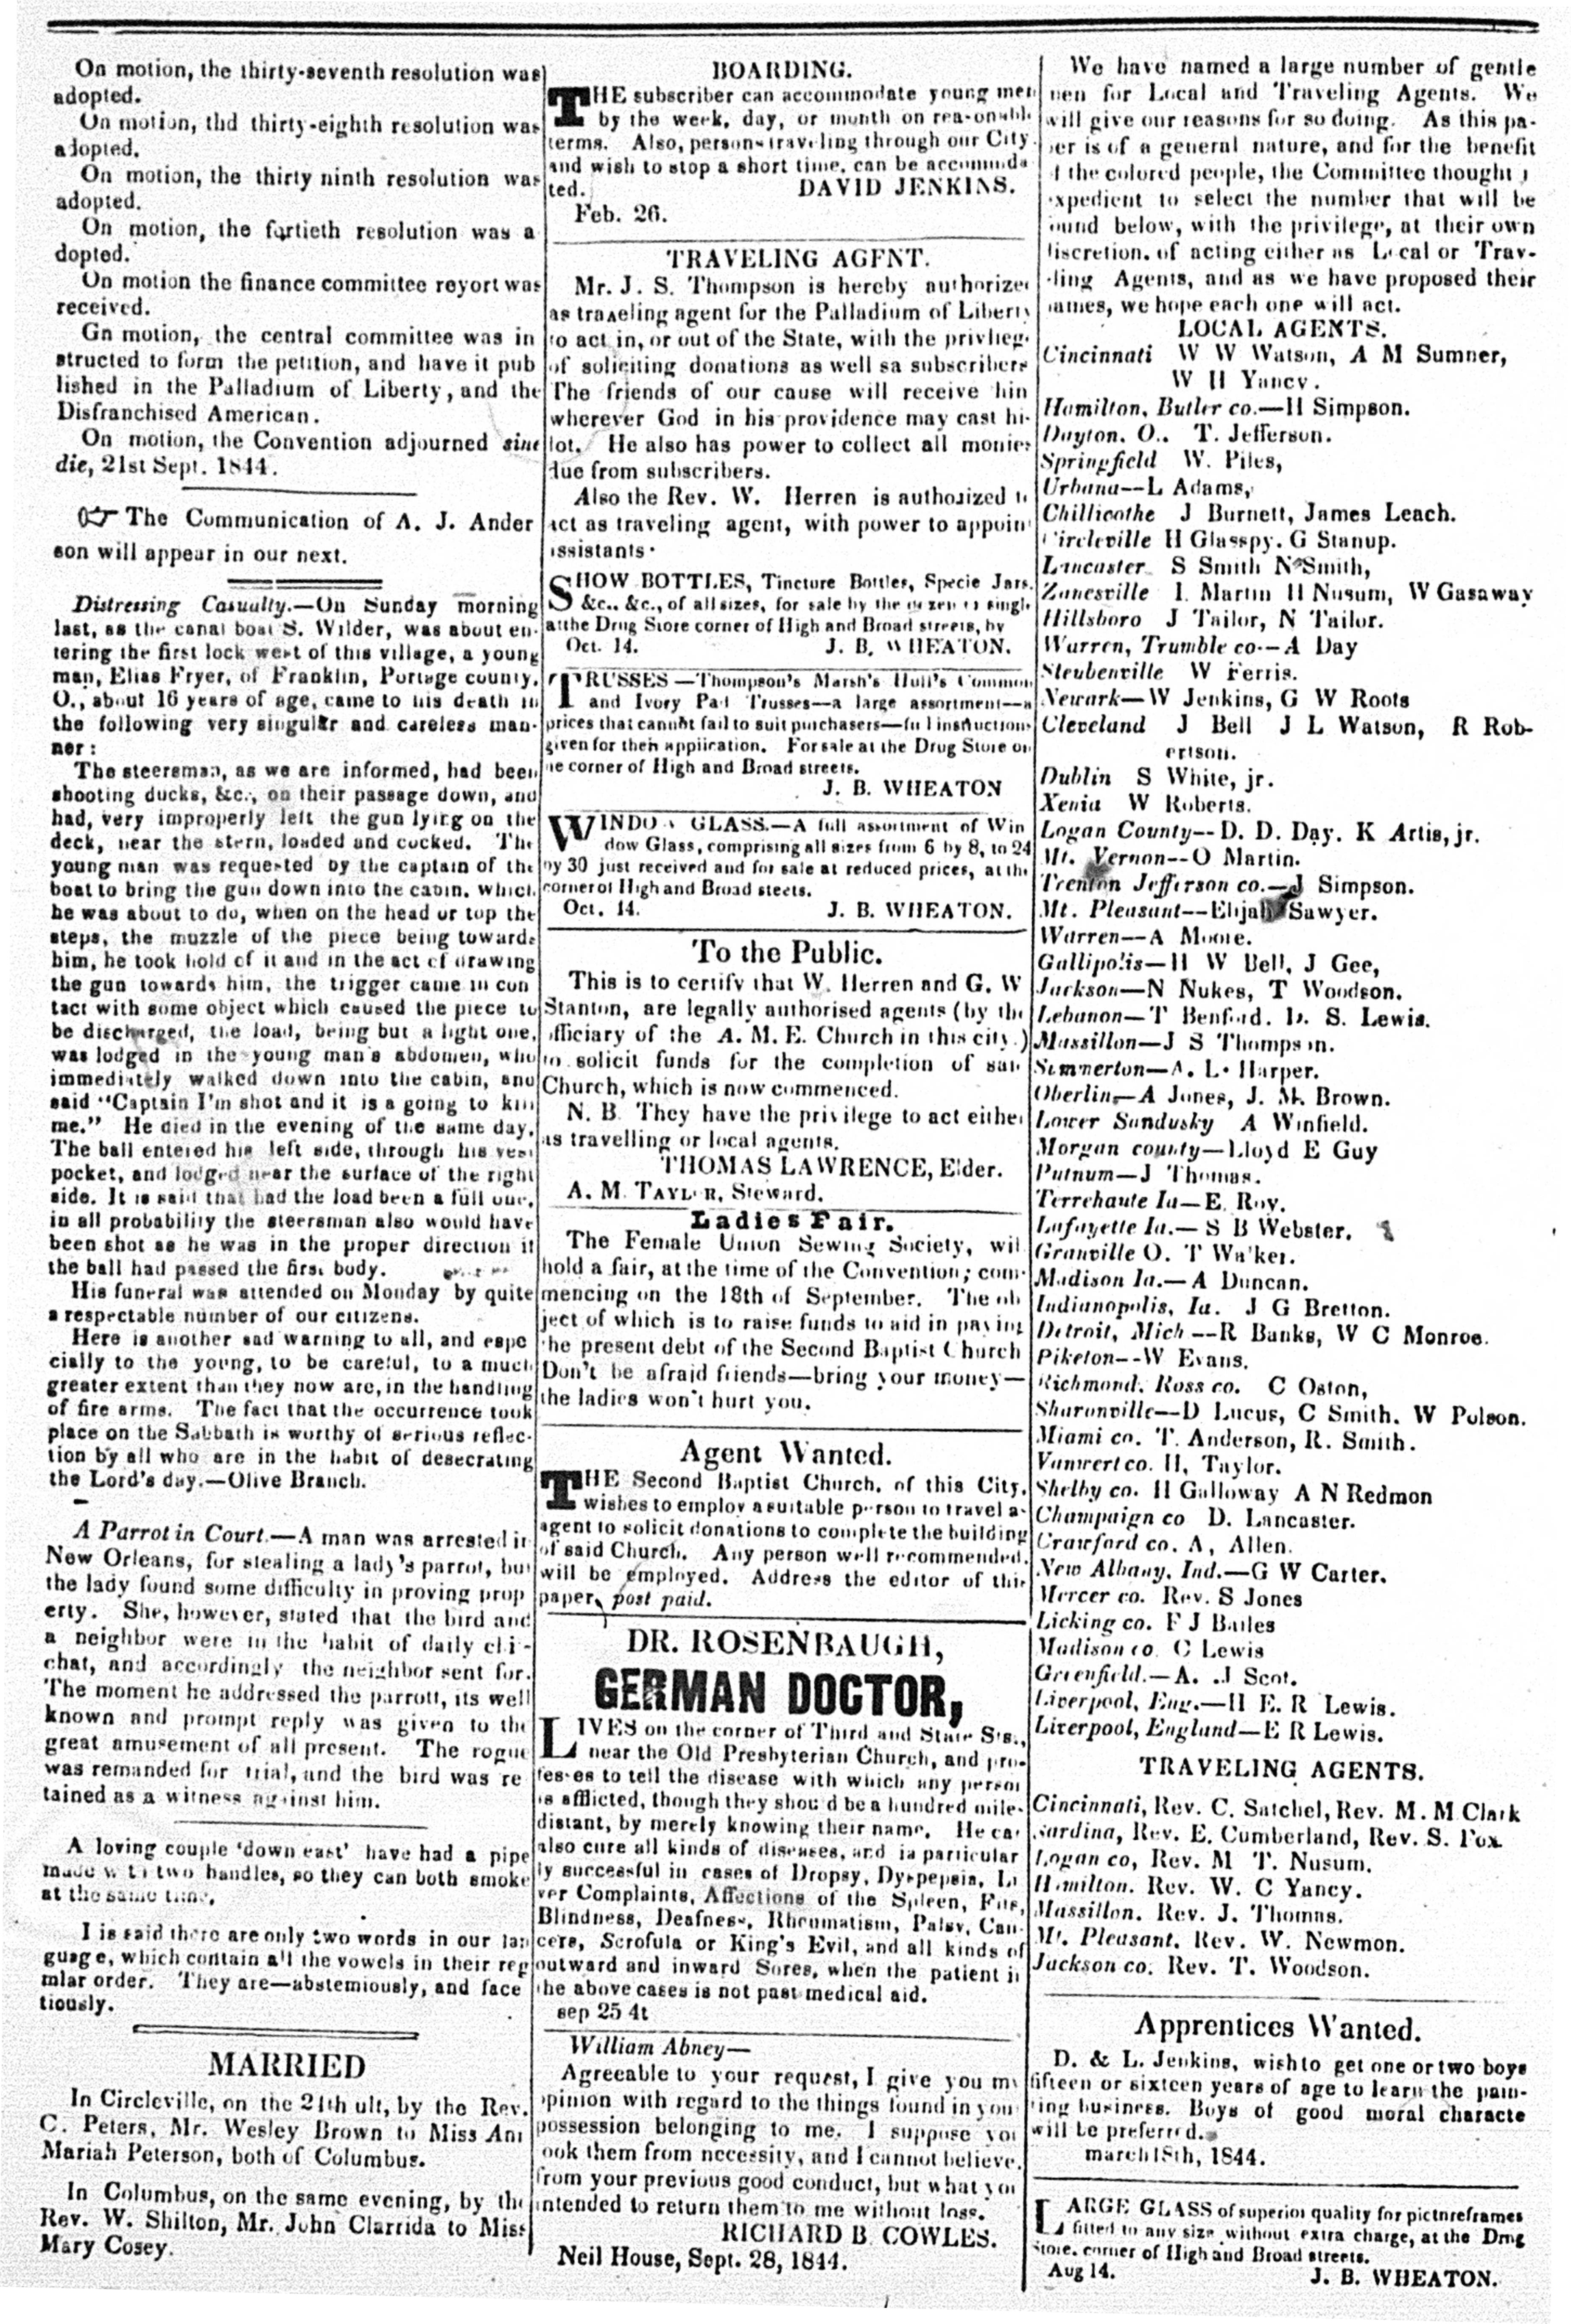 On motion, the thirty-seventh resolution was
adopted.
On motion, thd thirty-eighth resolution was
adopted.
On motion, the thirty ninth resolution was
adopted.
On motion, the fortieth resolution was a
dopted.
On motion the finance committee reyort was
received.
Gn motion, the central committee was in
structed to form the petition, and have it pub
lished in the Palladium of Liberty, and the
Disfranchised American.
On motion, the Convention adjourned sine
die, 21st Sept. 1844.
The Communication of A. J. Ander
son will appear in our next.
Distressing Casualty.—On Sunday morning
last, as the canal boat S. Wilder, was about en-
tering the first lock west of this village, a young
man, Elias Fryer, of Franklin, Portage county,
O., about 16 years of age, came to his death in
the following very singular and careless man-
ner:
The steersman, as we are informed, had been
shooting ducks, &c., on their passage down, and
had, very improperly left the gun lying on the
deck, near the stern, loaded and cocked. The
young man was requested by the captain of the
boat to bring the gun down into the cabin, which
he was about to do, when on the head or top the
steps, the muzzle of the piece being towards
him, he took hold of it and in the act of drawing
the gun towards him, the trigger came in con
tact with some object which caused the piece to
be discharged, the load, being but a light one,
was lodged in the young man's abdomen, who
immediately walked down into the cabin, and
said "Captain I'm shot and it is a going to kill
me." He died in the evening of the same day.
The ball entered his left side, through his vest
pocket, and lodged near the surface of the right
side. It is said that had the load been a full one,
in all probability the steersman also would have
been shot as he was in the proper direction if
the ball had passed the first body.
His funeral was attended on Monday by quite
a respectable number of our citizens.
Here is another sad warning to all, and espe
cially to the young, to be careful, to a much
greater extent than they now are, in the handling
of fire arms. The fact that the occurrence took
place on the Sabbath is worthy of serious reflec-
tion by all who are in the habit of desecrating
the Lord's day.—Olive Branch.
A Parrot in Court.—A man was arrested in
New Orleans, for stealing a lady's parrot, but
the lady found some difficulty in proving prop
erty. She, however, stated that the bird and
a neighbor were in the habit of daily chi-
chat, and accordingly the neighbor sent for.
The moment he addressed the parrott, its well
known and prompt reply was given to the
great amusement of all present. The rogue
was remanded for trial, and the bird was re
tained as a witness against him.
A loving couple 'down east' have had a pipe
made with two handles, so they can both smoke
at the same time.
I is said there are only two words in our lan
guage, which contain all the vowels in their reg
mlar order. They are—abstemiously, and face
tiously.
MARRIED
In Circleville, on the 24th ult, by the Rev.
C. Peters, Mr. Wesley Brown to Miss Ann
Mariah Peterson, both of Columbus.
In Columbus, on the same evening, by the
Rev. W. Shilton, Mr. John Clarrida to Miss
Mary Cosey.
BOARDING.
THE subscriber can accommodate young men
by the week, day, or month on reasonable
terms. Also, persons traveling through our City
and wish to stop a short time, can be accommoda
ted. DAVID JENKINS.
Feb. 26.
TRAVELING AGENT.
Mr. J. S. Thompson is hereby authorized
as traaeling agent for the Palladium of Liberty
to act in, or out of the State, with the privliege
of soliciting donations as well sa subscribers
The friends of our cause will receive him
wherever God in his providence may cast his
lot. He also has power to collect all monies
due from subscribers.
Also the Rev. W. Herren is authorized to
act as traveling agent, with power to appoint
assistants.
SHOW BOTTLES, Tincture Bottles, Specie Jars,
&c., &c., of all sizes, for sale by the dozen or single
atthe Drug Store corner of High and Broad streets, by
Oct. 14. J. B. WHEATON.
TRUSSES—Thompson's Marsh's Hull's Common
and Ivory Pad Trusses—a large assortment—a
prices that cannot fail to suit purchasers—full instructions
given for their appiication. For sale at the Drug Store on
he corner of High and Broad streets.
J. B. WHEATON
WINDOW GLASS.—A full assortment of Win
dow Glass, comprising all sizes from 6 by 8, to 24
by 30 just received and for sale at reduced prices, at the
corner of High and Broad steets.
Oct. 14. J. B. WHEATON.
To the Public.
This is to certify that W. Herren and G. W
Stanton, are legally authorised agents (by the
officiary of the A. M. E. Church in this city.)
to solicit funds for the completion of said
Church, which is now commenced.
N. B. They have the privilege to act either
as travelling or local agents.
THOMAS LAWRENCE, Elder.
A. M. TAYLOR, Steward.
Ladies Fair.
The Female Union Sewing Society, will
hold a fair, at the time of the Convention; com-
mencing on the 18th of September. The ob
ject of which is to raise funds to aid in paying
the present debt of the Second Baptist Church
Don't be afraid friends—bring your money—
the ladies won't hurt you.
Agent Wanted.
THE Second Baptist Church, of this City,
wishes to employ a suitable person to travel as
agent to solicit donations to complete the building
of said Church. Any person well recommended,
will be employed. Address the editor of this
paper, post paid.
DR. ROSENBAUGH,
GERMAN DOCTOR,
LIVES on the corner of Third and State Sts.,
near the Old Presbyterian Church, and pro-
fesses to tell the disease with which any person
is afflicted, though they should be a hundred miles
distant, by merely knowing their name. He can
also cure all kinds of diseases, and is particular
ly successful in cases of Dropsy, Dyspepsia, Li
ver Complaints, Affections of the Spleen, Fits,
Blindness, Deafness, Rheumatism, Palsy, Can-
cers, Scrofula or King's Evil, and all kinds of
outward and inward Sores, when the patient in
the above cases is not past medical aid.
sep 25 4t
William Abney—
Agreeable to your request, I give you my
opinion with regard to the things found in your
possession belonging to me. I suppose you
took them from necessity, and I cannot believe,
from your previous good conduct, but what you
intended to return them to me without loss.
RICHARD B. COWLES.
Neil House, Sept. 28, 1844.
We have named a large number of gentle
men for Local and Traveling Agents. We
will give our reasons for so doing. As this pa-
per is of a general nature, and for the benefit
of the colored people, the Committee thought
expedient to select the number that will be
found below, with the privilege, at their own
discretion, of acting either as Local or Trav-
eling Agents, and as we have proposed their
names, we hope each one will act.
LOCAL AGENTS.
Cincinnati W W Watson, A M Sumner,
W H Yancy.
Hamilton, Butler co.—H Simpson.
Dayton, O., T. Jefferson.
Springfield W. Piles,
Urbana--L Adams,
Chillicothe J Burnett, James Leach.
Circleville H Glasspy. G Stanup.
Lancaster S Smith N Smith,
Zanesville I. Martin H Nusum, W Gasaway
Hillsboro J Tailor, N Tailor.
Warren, Trumble co--A Day
Steubenville W Ferris.
Newark—W Jenkins, G W Roots
Cleveland J Bell J L Watson, R Rob-
ertson.
Dublin S White, jr.
Xenia W Roberts.
Logan County--D. D. Day. K Artis, jr.
Mt. Vernon--O Martin.
Trenton Jefferson co.—J Simpson.
Mt. Pleasant--Elijah Sawyer.
Warren—A Moore.
Gallipolis—H W Bell, J Gee,
Jackson—N Nukes, T Woodson.
Lebanon—T Benford. D. S. Lewis.
Massillon—J S Thompson.
Summerton—A. L. Harper.
Oberlin—A Jones, J. M. Brown.
Lower Sandusky A Winfield.
Morgan county—Lloyd E Guy
Putnum—J Thomas.
Terrehaute Ia—E. Roy.
Lafayette Ia.—S B Webster.
Granville O. T Walker.
Madison Ia.—A Duncan.
Indianopolis, Ia. J G Bretton.
Detroit, Mich--R Banks, W C Monroe.
Piketon--W Evans.
Richmond. Ross co. C Oston,
Sharonville--D Lucus, C Smith. W Polson.
Miami co. T. Anderson, R. Smith.
Vanwert co. H, Taylor.
Shelby co. H Galloway A N Redmon
Champaign co D. Lancaster.
Crawford co. A, Allen.
New Albany, Ind.—G W Carter.
Mercer co. Rev. S Jones
Licking co. F J Bailes
Madison co C Lewis
Greenfield.—A. J Scot.
Liverpool, Eng.—H E. R Lewis.
Liverpool, England—E R Lewis.
TRAVELING AGENTS.
Cincinnati, Rev. C. Satchel, Rev. M. M Clark
Sardina, Rev. E. Cumberland, Rev. S. Fox
Logan co, Rev. M T. Nusum.
Hamilton. Rev. W. C Yancy.
Massillon. Rev. J. Thomas.
Mt. Pleasant. Rev. W. Newmon.
Jackson co. Rev. T. Woodson.
Apprentices Wanted.
D. & L. Jenkins, wish to get one or two boys
fifteen or sixteen years of age to learn the pain-
ting business. Boys of good moral characte
will be preferred.
march 18th, 1844.
LARGE GLASS of superior quality for pictureframes
fitted to any size without extra charge, at the Drug
Store, corner of High and Broad streets.
Aug 14. J. B. WHEATON.